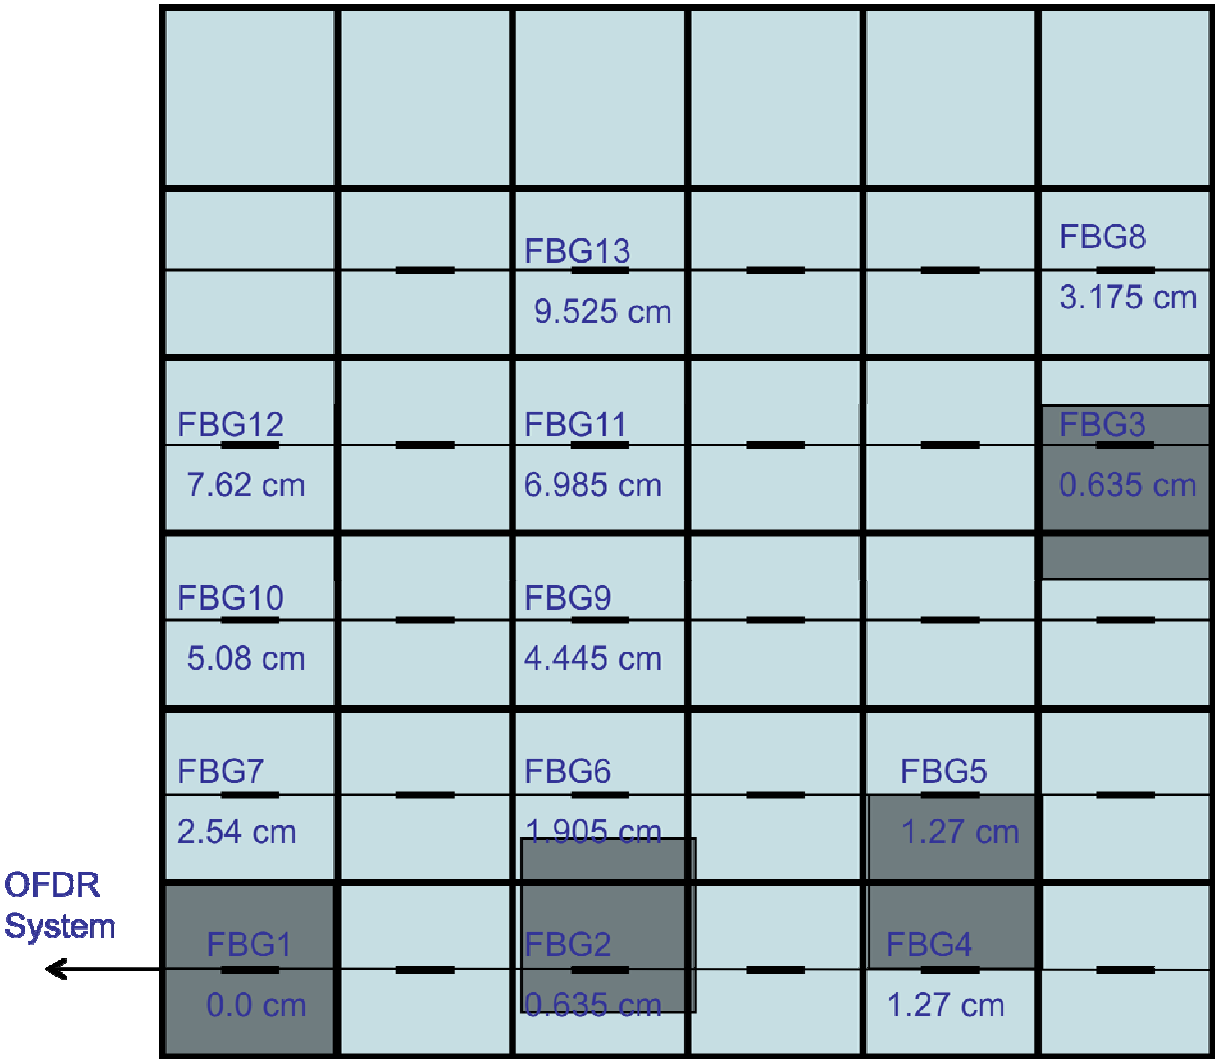 FBG13
FBG8
9.525 cm
3.175 cm
FBG12
FBG11
FBG3
7.62 cm
6.985 cm
0.635 cm
FBG10
FBG9
5.08 cm
4.445 cm
FBG7
FBG6
FBG5
2.54 cm
1.905 cm
1.27 cm
OFDR
System
FBG1
FBG2
FBG4
0.0 cm
0.635 cm
1.27 cm